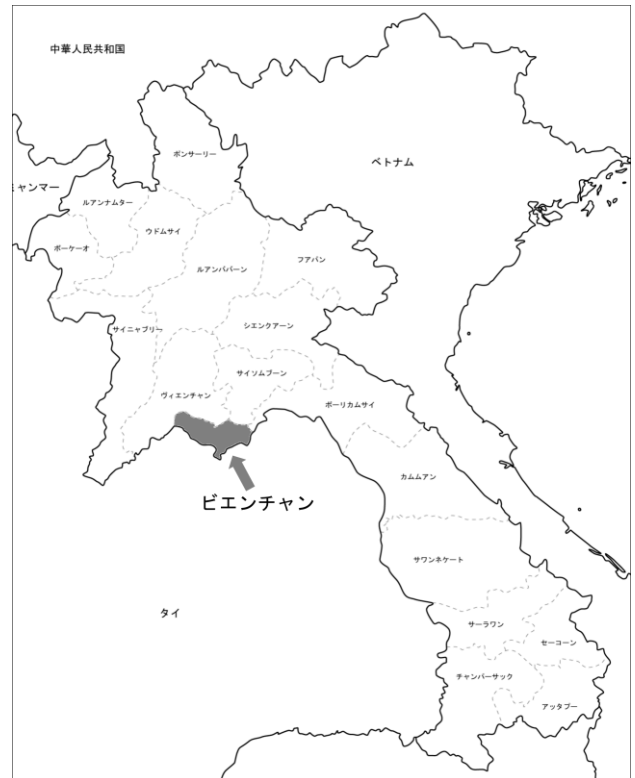 中華人民共和国
ポンサーリー
ベトナム
ミャンマー
ルアンナムター
ウドムサイ
ボーケーオ
ルアンパバーン
フアパン
サイニャブリー
シエンクアーン
サイソムブーン
ヴィエンチャン
ボーリカムサイ
カムムアン
ビエンチャン
サワンネケート
タイ
サーラワン
セーコーン
チャンパーサック
アッタプー